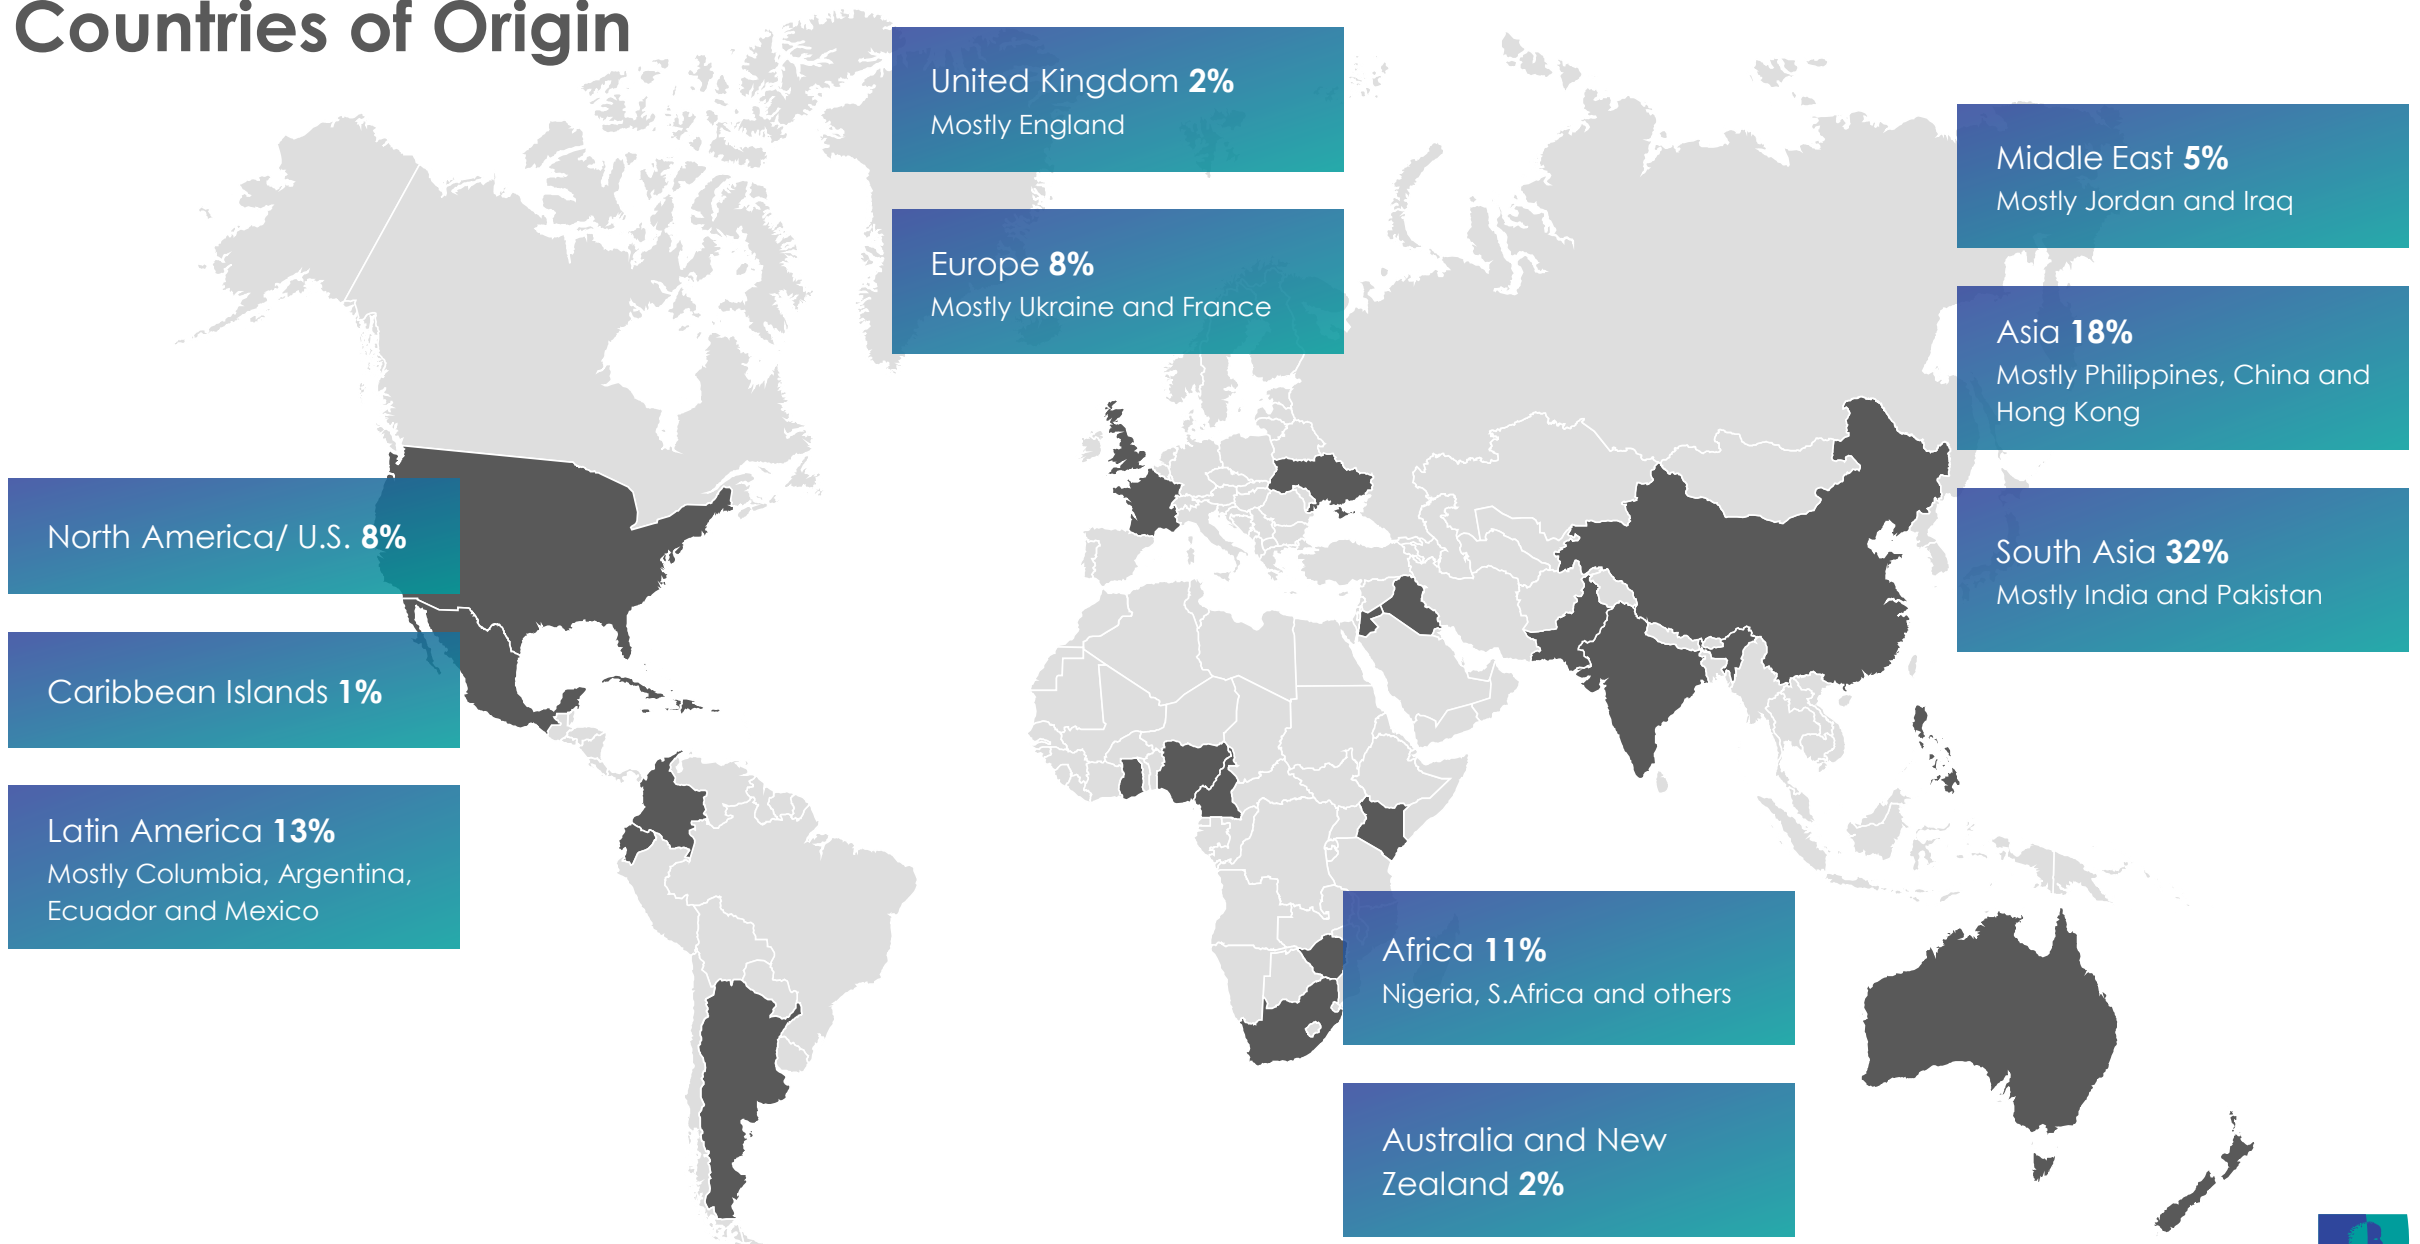 Countries of Origin
United Kingdom 2%
Mostly England
Europe 8%
Mostly Ukraine and France
Middle East 5%
Mostly Jordan and Iraq
Asia 18%
Mostly Philippines, China and
Hong Kong
South Asia 32%
Mostly India and Pakistan
North America/ U.S. 8%
Caribbean Islands 1%
Latin America 13%
Mostly Columbia, Argentina,
Ecuador and Mexico
Africa 11%
Nigeria, S.Africa and others
Australia and New
Zealand 2%